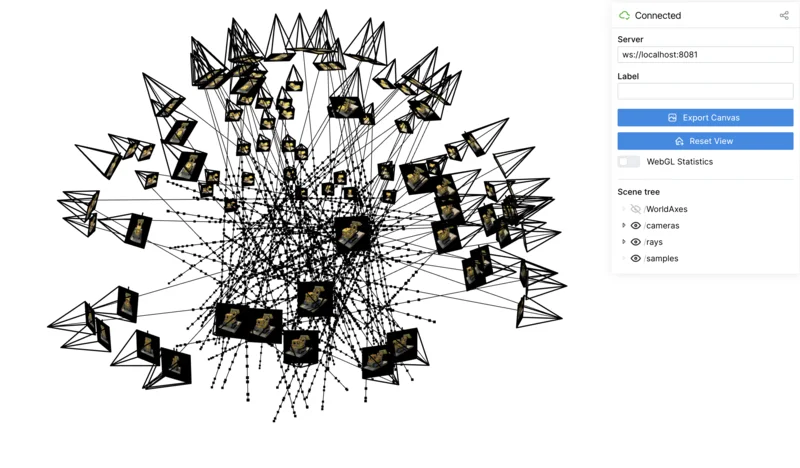 Connected
Server
ws://localhost:8081
Label
Export Canvas
Reset View
WebGL Statistics
Scene tree
/WorldAxes
/cameras
/rays
/samples